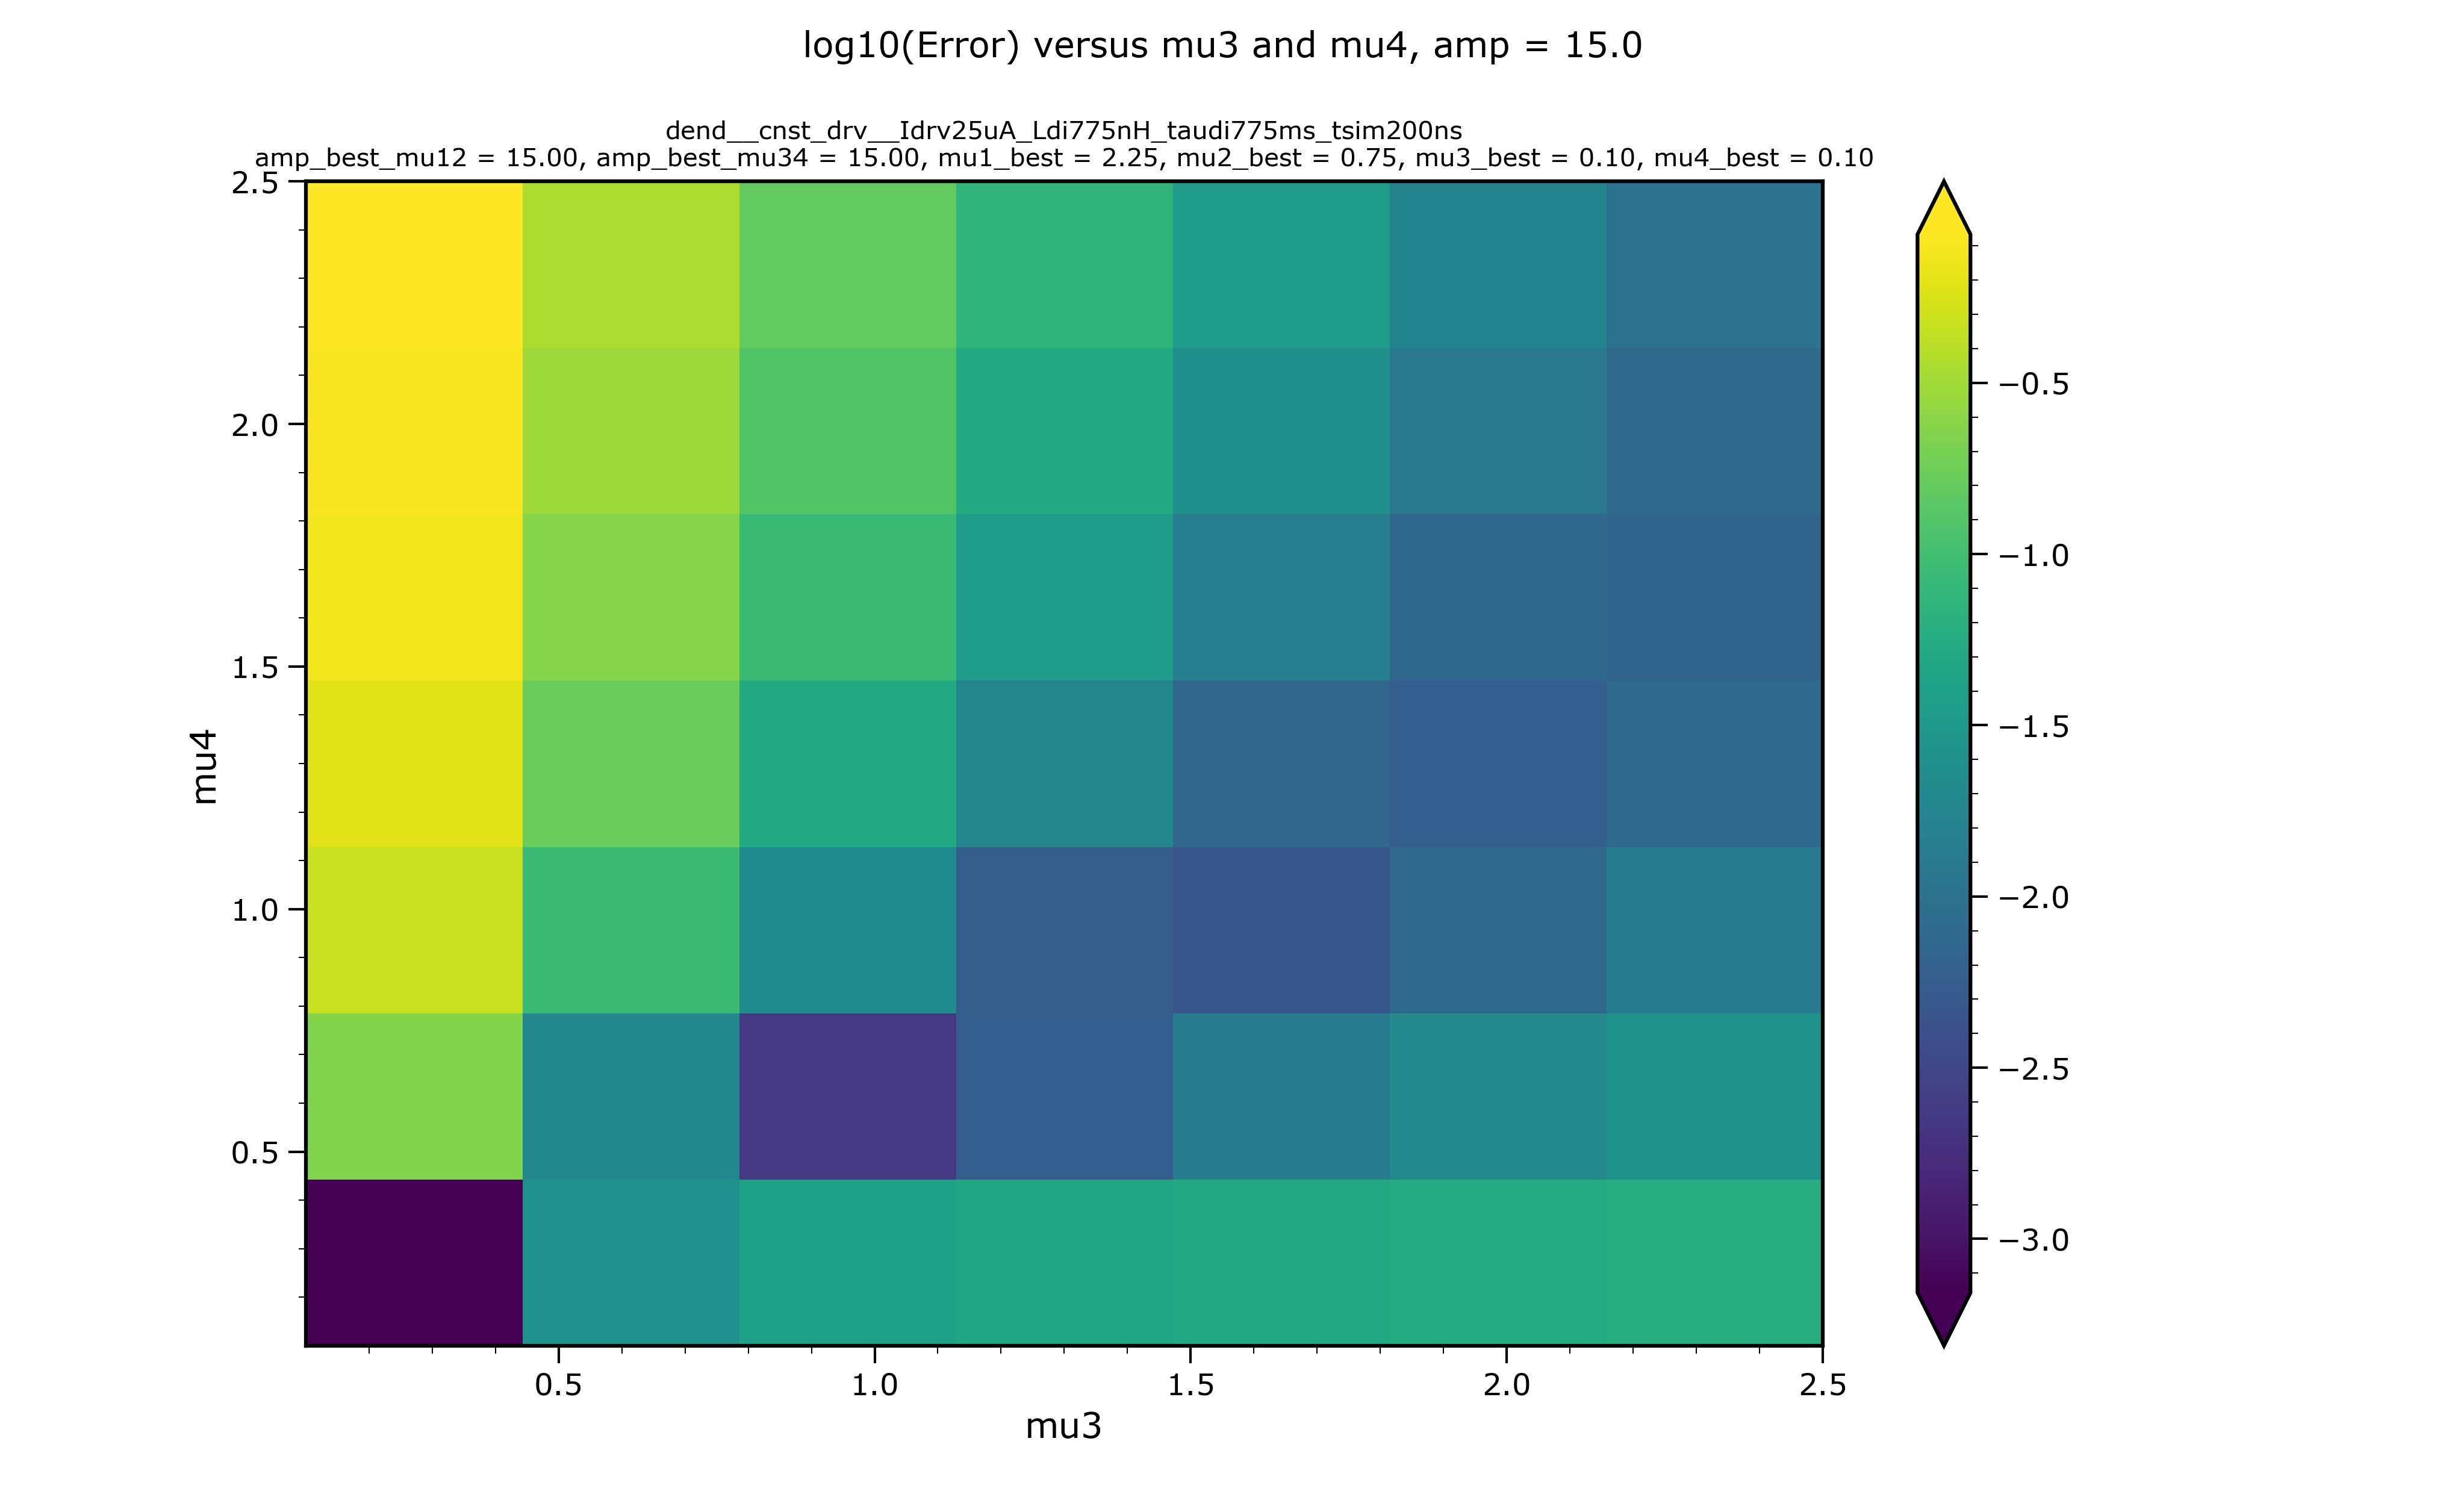 log10(Error) versus mu3 and mu4, amp = 15.0
dend__cnst_drv__Idrv25uA_Ldi775nH_taudi775ms_tsim200ns
amp_best_mu12 = 15.00, amp_best_mu34 = 15.00, mu1_best = 2.25, mu2_best = 0.75, mu3_best = 0.10, mu4_best = 0.10
2.5
2.0
1.5
1.0
0.5
mu4
0.5 1.0 1.5 2.0 2.5
mu3
−0.5
−1.0
−1.5
−2.0
−2.5
−3.0